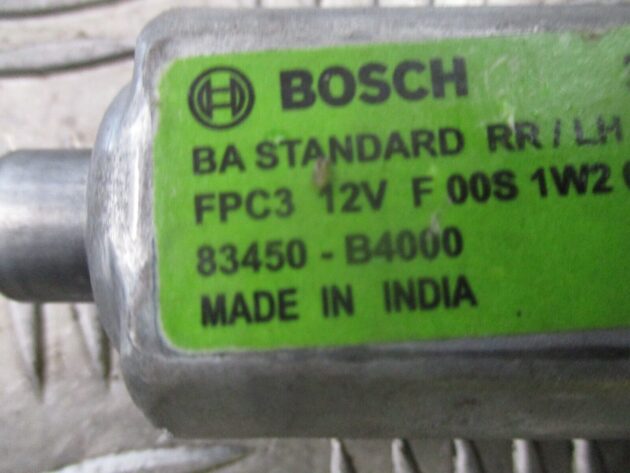 BOSCH
BA STANDARD RR / LH
FPC3 12V F 00S 1W2
83450 - B4000
MADE IN INDIA